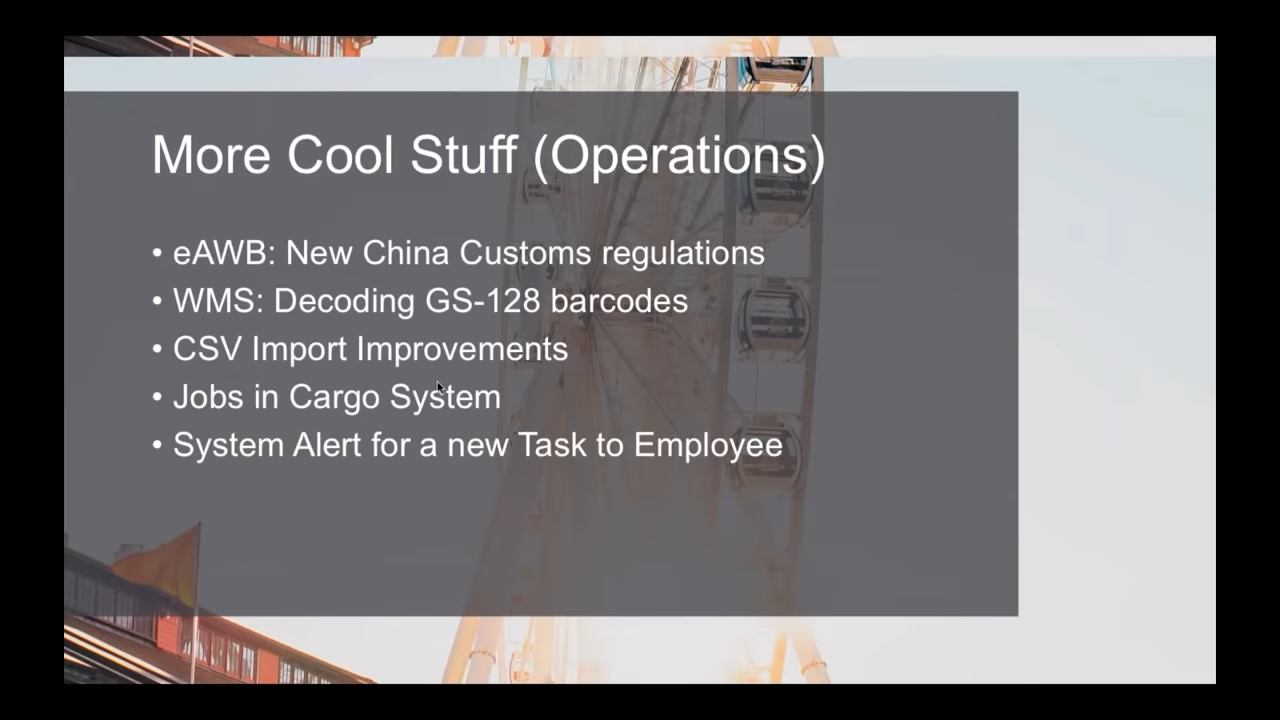 More Cool Stuff (Operations)
• eAWB: New China Customs regulations
• WMS: Decoding GS-128 barcodes
• CSV Import Improvements
• Jobs in Cargo System
• System Alert for a new Task to Employee